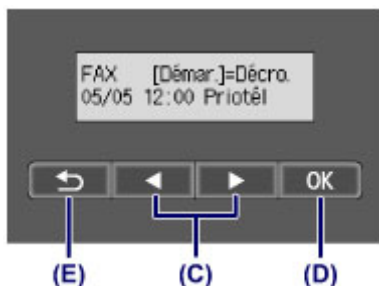 FAX [Démar.]=Décro.
05/05 12:00 Priotél
OK
(E) (C) (D)